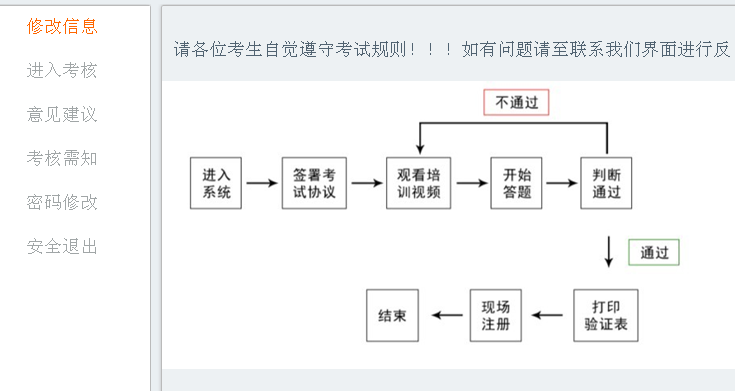 修改信息
进入考核
意见建议
考核需知
密码修改
安全退出
请各位考生自觉遵守考试规则！！！如有问题请至联系我们界面进行反
不通过
进入
系统
签署考
试协议
观看培
训视频
开始
答题
判断
通过
通过
结束
现场
注册
打印
验证表